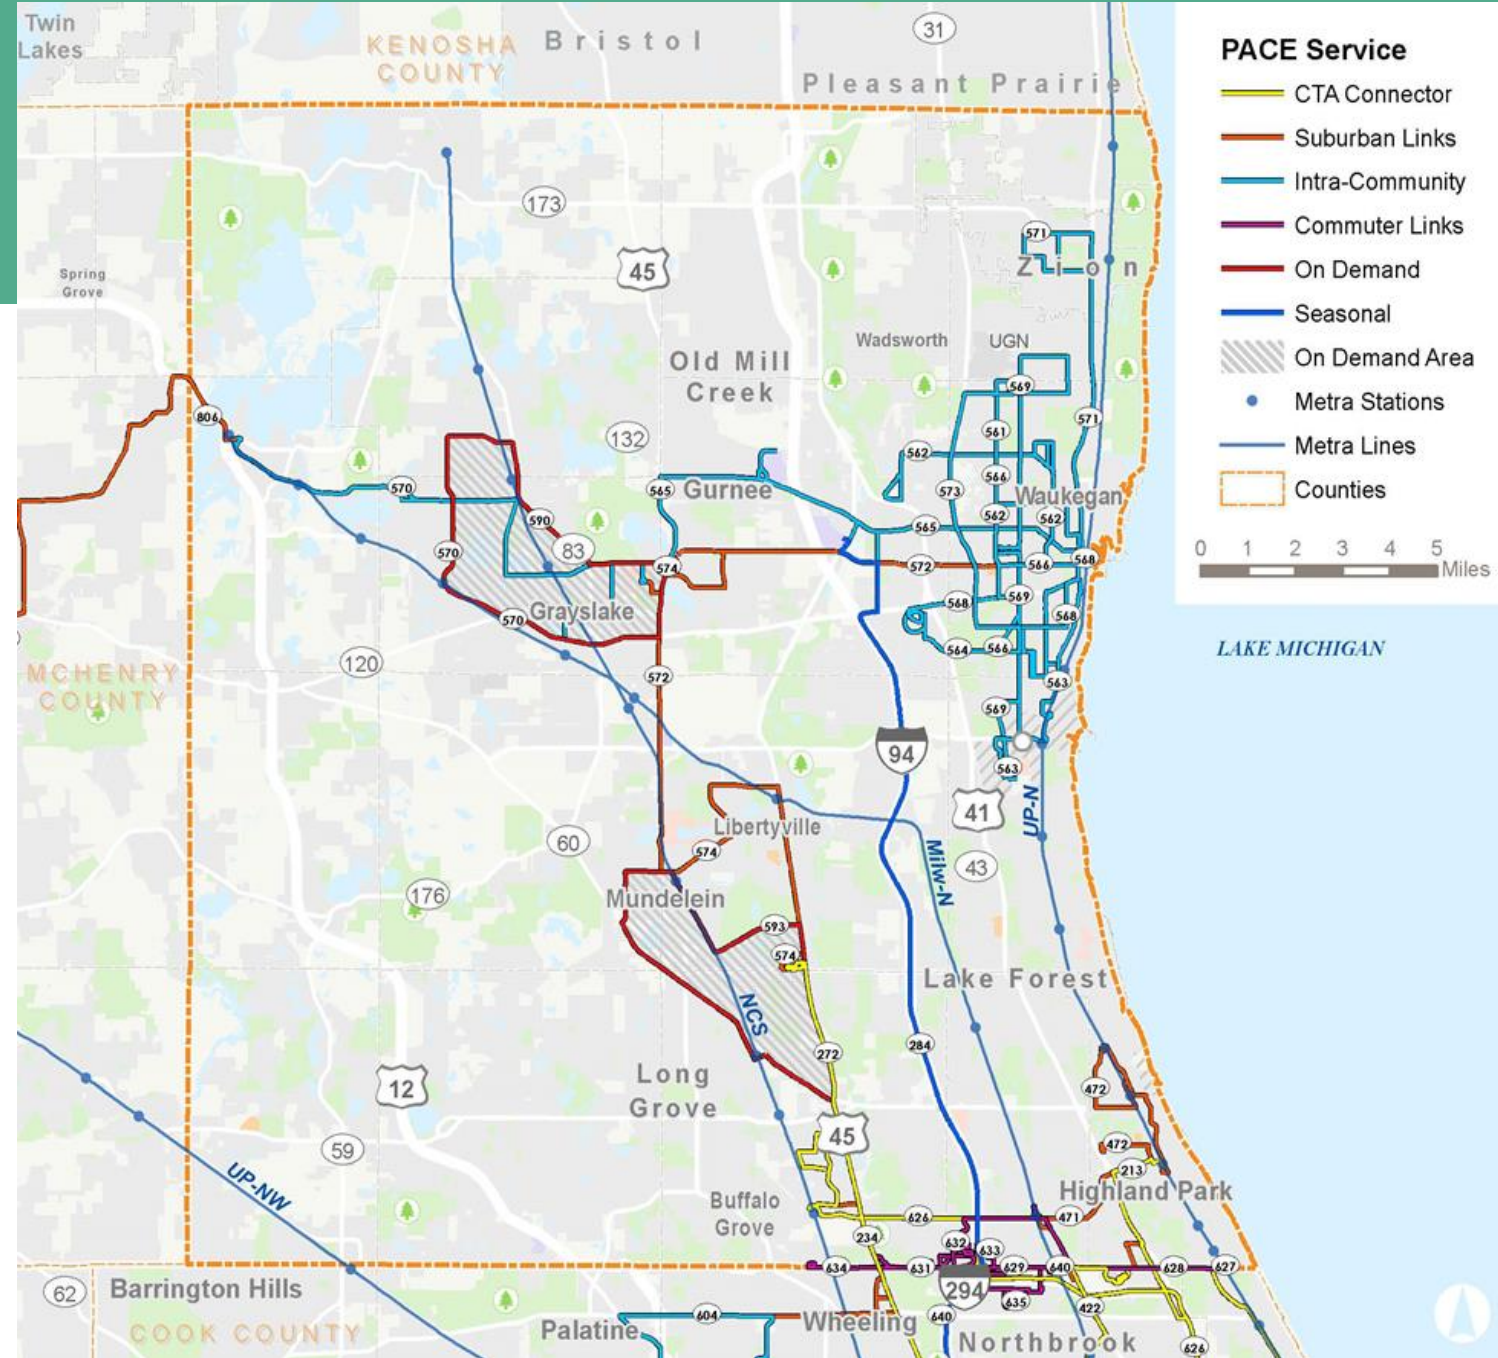 Twin
Lakes
KENOSHA
COUNTY
Bristol
31
Pleasant Prairie
173
45
Spring
Grove
571
Zion
Wadsworth
UGN
Old Mill
Creek
569
806
571
132
561
562
570
565
Gurnee
566
573
Waukegan
590
562
562
565
570
83
574
572
566
568
569
568
568
Grayslake
570
564
566
120
572
563
MCHENRY
COUNTY
569
94
563
41
UP-N
Libertyville
60
574
Milw-N
43
176
Mundelein
593
574
Lake Forest
NCS
272
284
12
Long
Grove
472
45
59
472
213
UP-NW
Highland Park
Buffalo
Grove
626
471
234
632
633
634
631
629
640
628
627
62
Barrington Hills
294
635
422
COOK COUNTY
Palatine
604
Wheeling
640
Northbrook
626
PACE Service
CTA Connector
Suburban Links
Intra-Community
Commuter Links
On Demand
Seasonal
On Demand Area
Metra Stations
Metra Lines
Counties
0 1 2 3 4 5
Miles
LAKE MICHIGAN